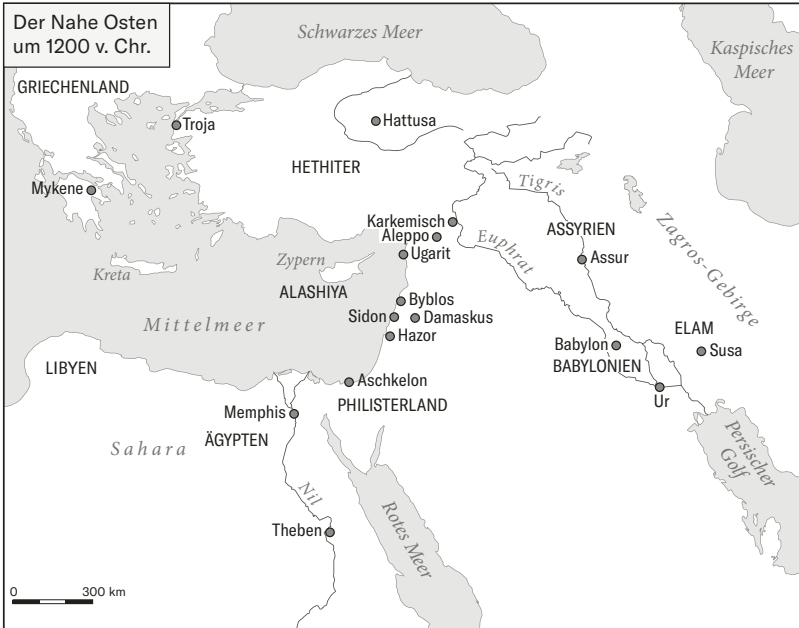 Der Nahe Osten
um 1200 v. Chr.
Schwarzes Meer
Kaspisches
Meer
GRIECHENLAND
Troja
Hattusa
HETHITER
Mykene
Tigris
Karkemisch
Aleppo
Ugarit
Euphrat
ASSYRIEN
Assur
Zagros-Gebirge
Kreta
Zypern
ALASHIYA
Byblos
Sidon
Damaskus
Hazor
Mittelmeer
Babylon
BABYLONIEN
ELAM
Susa
Ur
LIBYEN
Aschkelon
PHILISTERLAND
Memphis
ÄGYPTEN
Sahara
Nil
Theben
Rotes Meer
Persischer
Golf
0 300 km